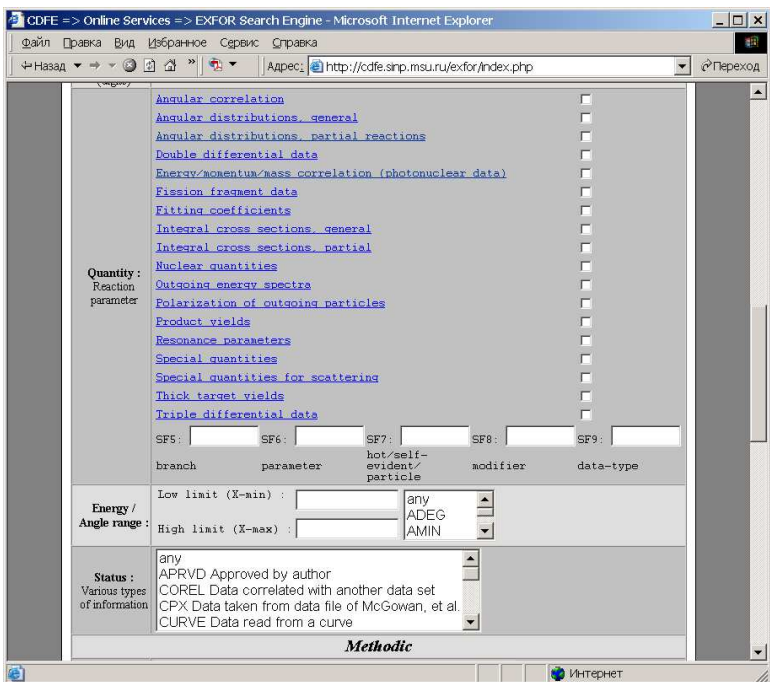 CDFE => Online Services => EXFOR Search Engine - Microsoft Internet Explorer
Файл Правка Вид Избранное Сервис Справка
Назад » Адрес: http://cdfe.sinp.msu.ru/exfor/index.php Переход
Angular correlation
Angular distributions, general
Angular distributions, partial reactions
Double differential data
Energy/momentum/mass correlation (photonuclear data)
Fission fragment data
Fitting coefficients
Integral cross sections, general
Integral cross sections, partial
Nuclear quantities
Outgoing energy spectra
Polarization of outgoing particles
Product yields
Resonance parameters
Special quantities
Special quantities for scattering
Thick target yields
Triple differential data
Quantity :
Reaction
parameter
SF5: SF6: SF7: SF8: SF9:
branch parameter hot/self-evident/particle modifier data-type
Energy /
Angle range :
Low limit (X-min) :
High limit (X-max) :
any
ADEG
AMIN
Status :
Various types
of information
any
APRVD Approved by author
COREL Data correlated with another data set
CPX Data taken from data file of McGowan, et al.
CURVE Data read from a curve
Methodic
Интернет